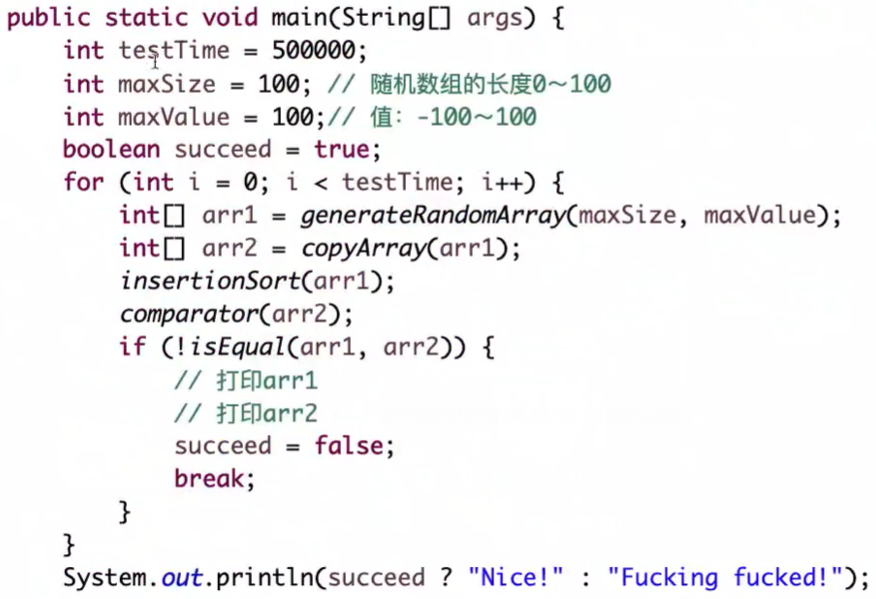 public static void main(String[] args) {
    int testTime = 500000;
    int maxSize = 100; // 随机数组的长度0～100
    int maxValue = 100;// 值：-100～100
    boolean succeed = true;
    for (int i = 0; i < testTime; i++) {
        int[] arr1 = generateRandomArray(maxSize, maxValue);
        int[] arr2 = copyArray(arr1);
        insertionSort(arr1);
        comparator(arr2);
        if (!isEqual(arr1, arr2)) {
            // 打印arr1
            // 打印arr2
            succeed = false;
            break;
        }
    }
    System.out.println(succeed ? "Nice!" : "Fucking fucked!");